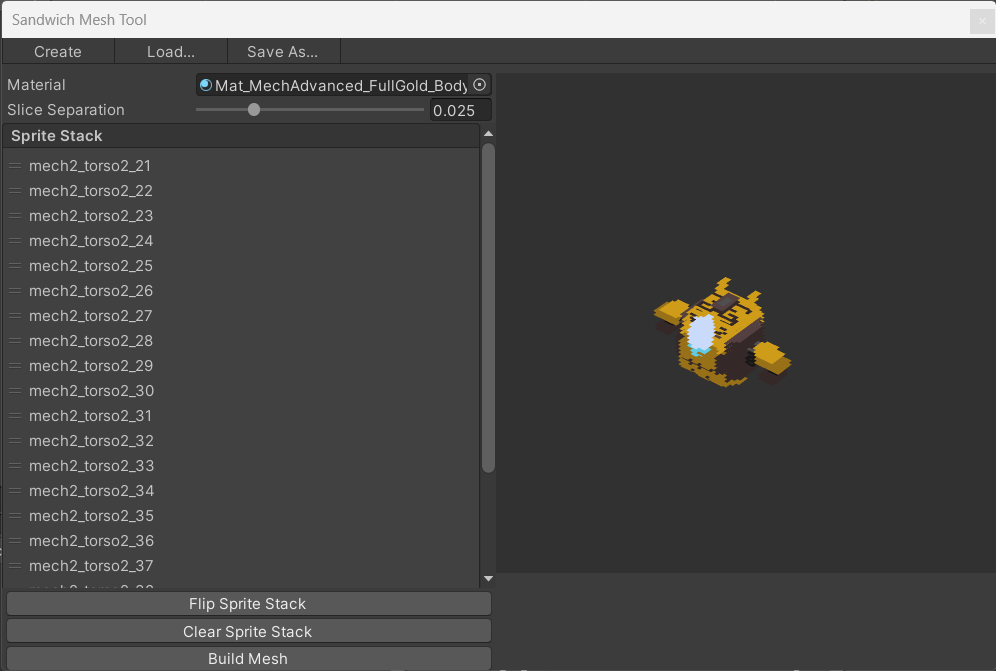 Sandwich Mesh Tool
Create Load... Save As...
Material Mat_MechAdvanced_FullGold_Body
Slice Separation 0.025
Sprite Stack
mech2_torso2_21
mech2_torso2_22
mech2_torso2_23
mech2_torso2_24
mech2_torso2_25
mech2_torso2_26
mech2_torso2_27
mech2_torso2_28
mech2_torso2_29
mech2_torso2_30
mech2_torso2_31
mech2_torso2_32
mech2_torso2_33
mech2_torso2_34
mech2_torso2_35
mech2_torso2_36
mech2_torso2_37
Flip Sprite Stack
Clear Sprite Stack
Build Mesh